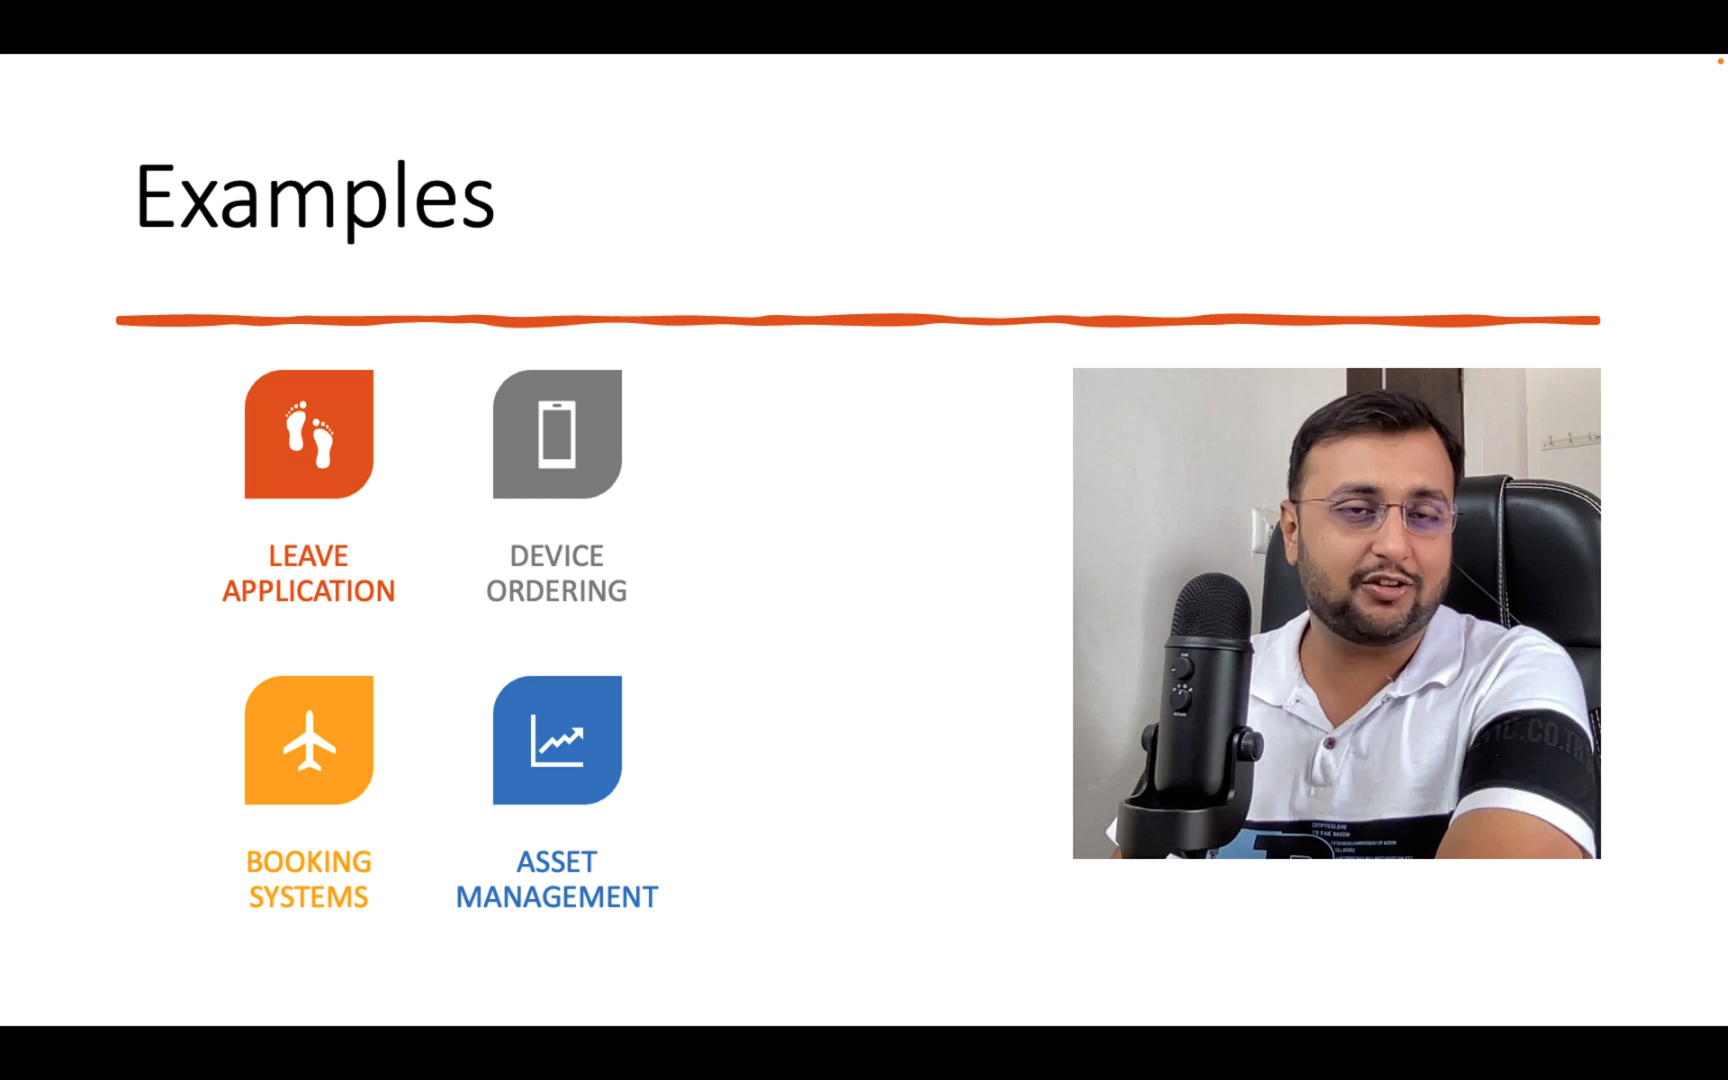 Examples
LEAVE
APPLICATION
DEVICE
ORDERING
BOOKING
SYSTEMS
ASSET
MANAGEMENT